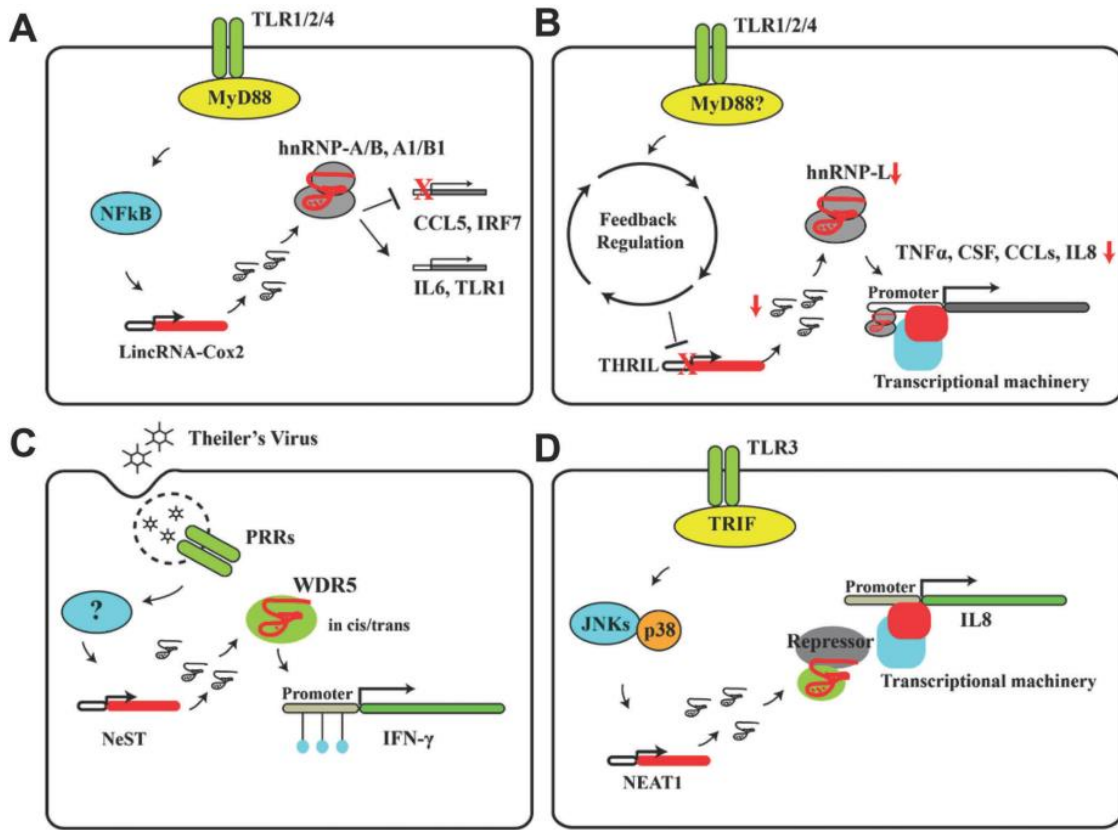 A
TLR1/2/4
MyD88
hnRNP-A/B, A1/B1
NFkB
X
CCL5, IRF7
IL6, TLR1
LincRNA-Cox2
B
TLR1/2/4
MyD88?
hnRNP-L
Feedback
Regulation
TNFα, CSF, CCLs, IL8
Promoter
THRIL
X
Transcriptional machinery
C
Theiler's Virus
PRRs
WDR5
?
in cis/trans
Promoter
NeST
IFN-γ
D
TLR3
TRIF
Promoter
JNKs
p38
IL8
Repressor
Transcriptional machinery
NEAT1